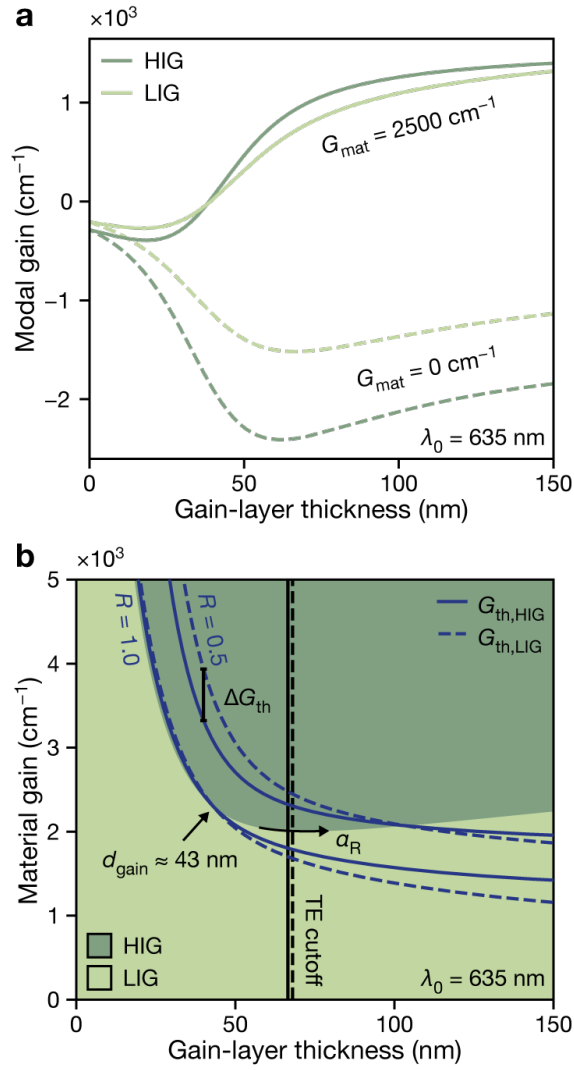 a
×10³
HIG
LIG
G_mat = 2500 cm⁻¹
G_mat = 0 cm⁻¹
λ₀ = 635 nm
Modal gain (cm⁻¹)
1
0
−1
−2
0
50
100
150
Gain-layer thickness (nm)
b
×10³
R = 1.0
R = 0.5
G_th,HIG
G_th,LIG
ΔG_th
d_gain ≈ 43 nm
α_R
TE cutoff
HIG
LIG
λ₀ = 635 nm
Material gain (cm⁻¹)
5
4
3
2
1
0
0
50
100
150
Gain-layer thickness (nm)